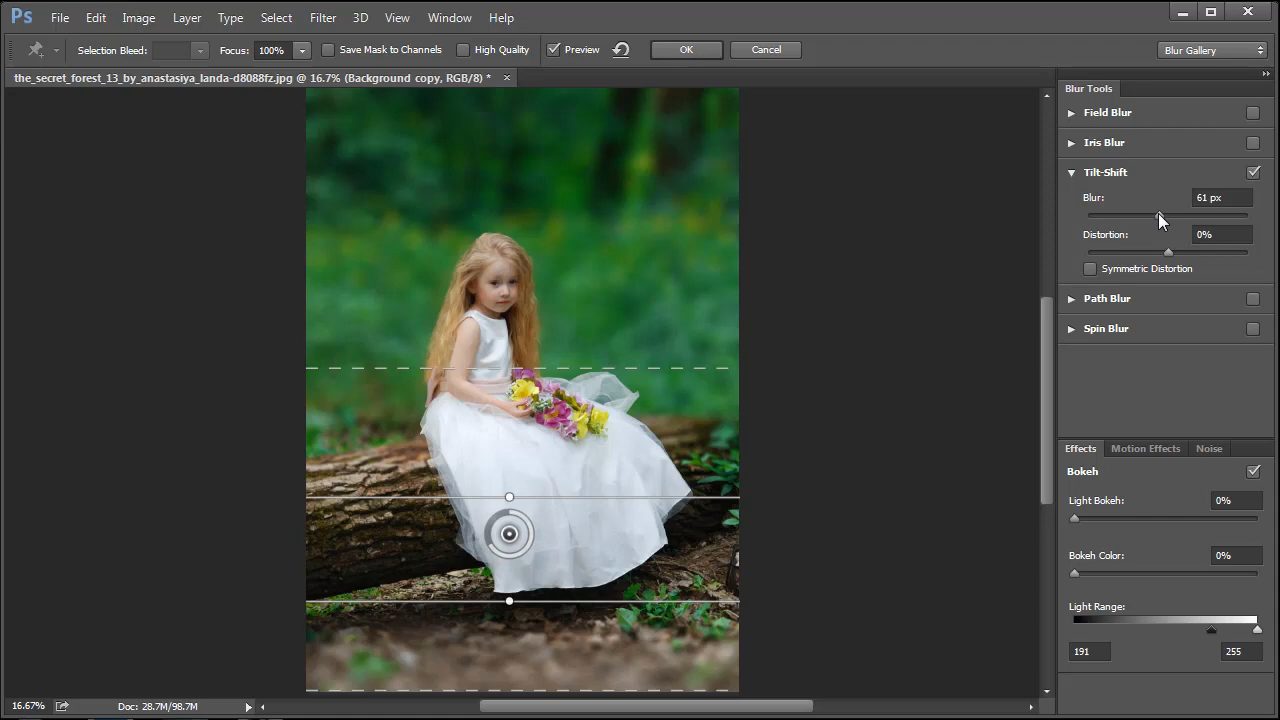 Ps File Edit Image Layer Type Select Filter 3D View Window Help
Selection Bleed: Focus: 100% Save Mask to Channels High Quality Preview OK Cancel Blur Gallery
the_secret_forest_13_by_anastasiya_landa-d8088fz.jpg @ 16.7% (Background copy, RGB/8) * ×
Blur Tools
Field Blur
Iris Blur
Tilt-Shift
Blur: 61 px
Distortion: 0%
Symmetric Distortion
Path Blur
Spin Blur
Effects Motion Effects Noise
Bokeh
Light Bokeh: 0%
Bokeh Color: 0%
Light Range:
191 255
16.67% Doc: 28.7M/98.7M